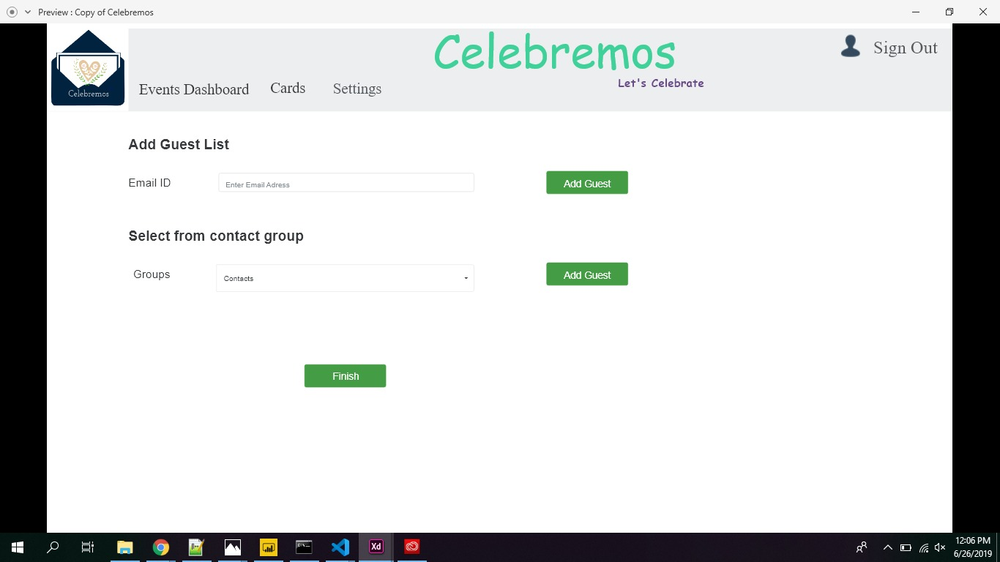 Preview : Copy of Celebremos
Celebremos
Let's Celebrate
Sign Out
Celebremos
Events Dashboard
Cards
Settings
Add Guest List
Email ID
Enter Email Adress
Add Guest
Select from contact group
Groups
Contacts
Add Guest
Finish
Xd
12:06 PM
6/26/2019